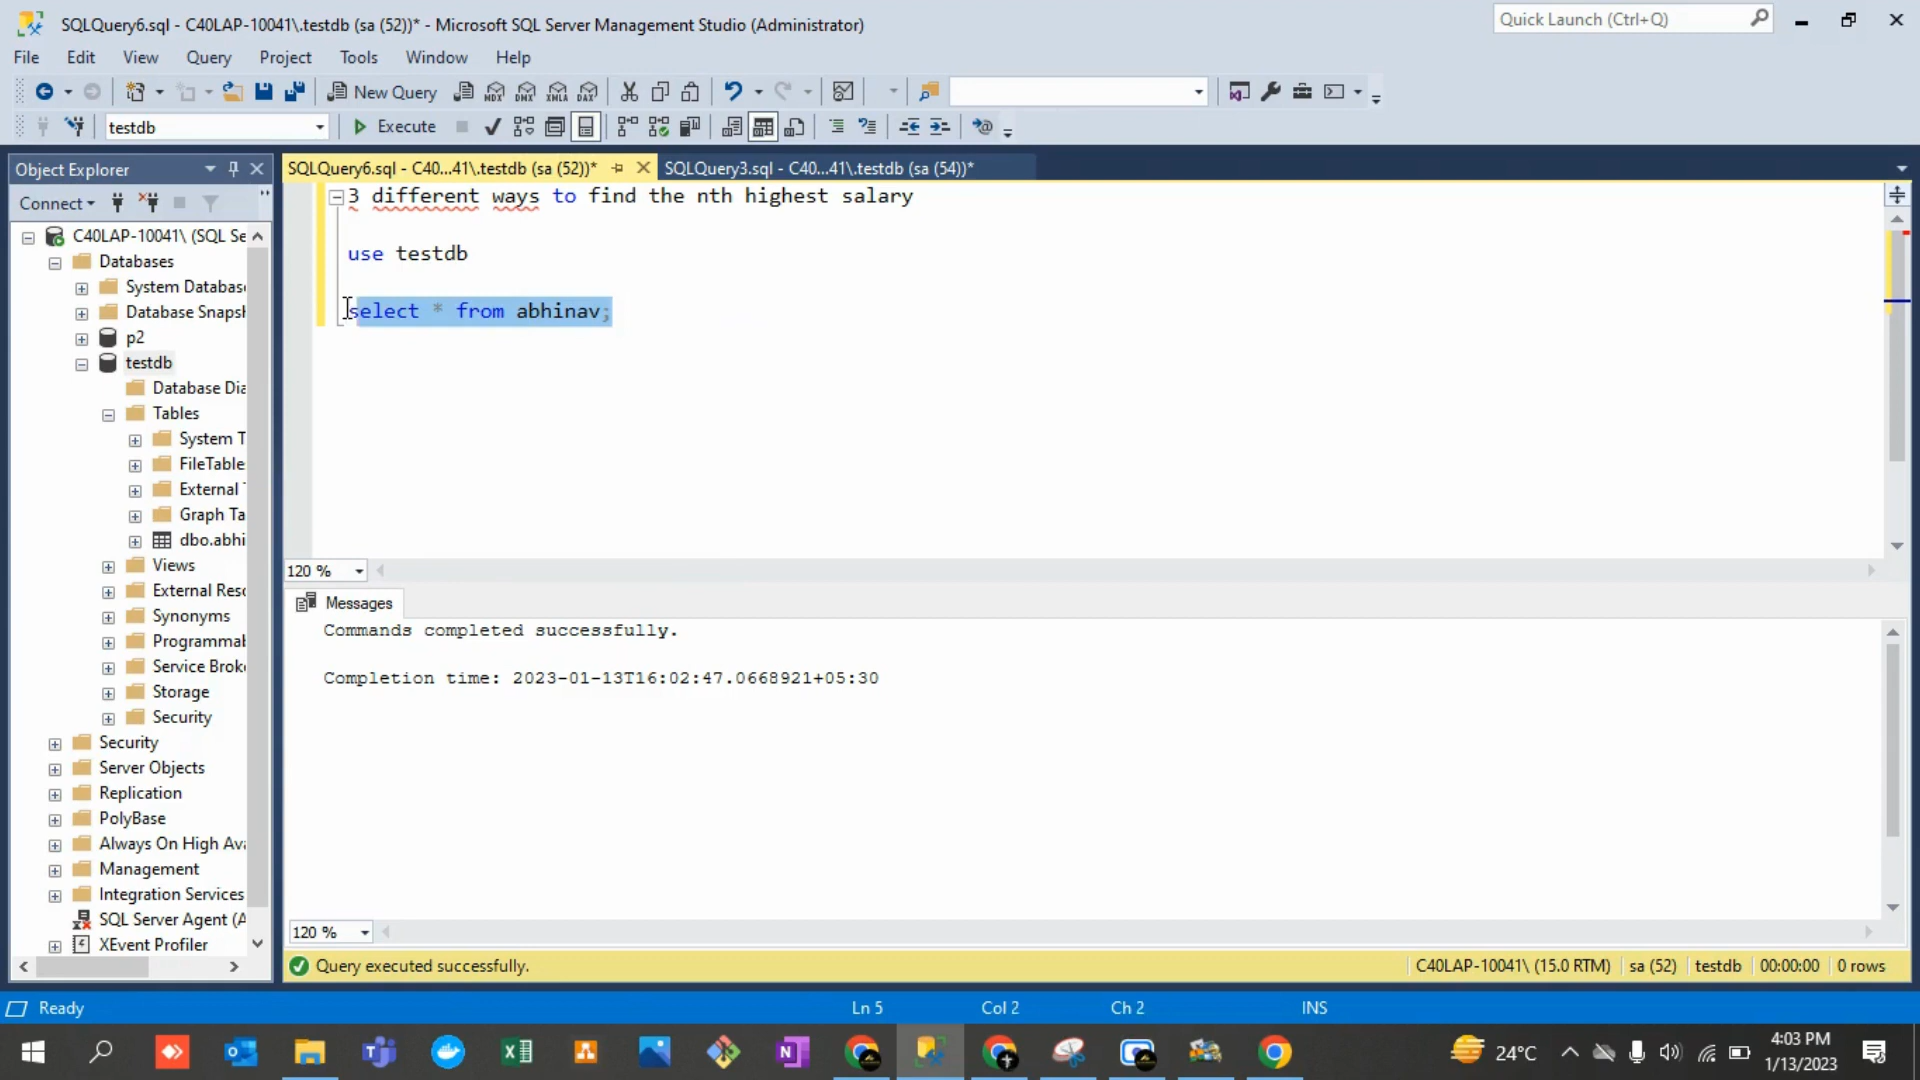 SQLQuery6.sql - C40LAP-10041\.testdb (sa (52))* - Microsoft SQL Server Management Studio (Administrator)
Quick Launch (Ctrl+Q)
File Edit View Query Project Tools Window Help
New Query
testdb
Execute
Object Explorer
SQLQuery6.sql - C40...41\.testdb (sa (52))*
SQLQuery3.sql - C40...41\.testdb (sa (54))*
Connect
C40LAP-10041\ (SQL Se
Databases
System Databas
Database Snapsh
p2
testdb
Database Dia
Tables
System T
FileTable
External
Graph Ta
dbo.abhi
Views
External Reso
Synonyms
Programmal
Service Brok
Storage
Security
Security
Server Objects
Replication
PolyBase
Always On High Ava
Management
Integration Services
SQL Server Agent (A
XEvent Profiler
3 different ways to find the nth highest salary
use testdb
select * from abhinav;
120 %
Messages
Commands completed successfully.
Completion time: 2023-01-13T16:02:47.0668921+05:30
120 %
Query executed successfully.
C40LAP-10041\ (15.0 RTM) sa (52) testdb 00:00:00 0 rows
Ready
Ln 5
Col 2
Ch 2
INS
24°C
4:03 PM
1/13/2023